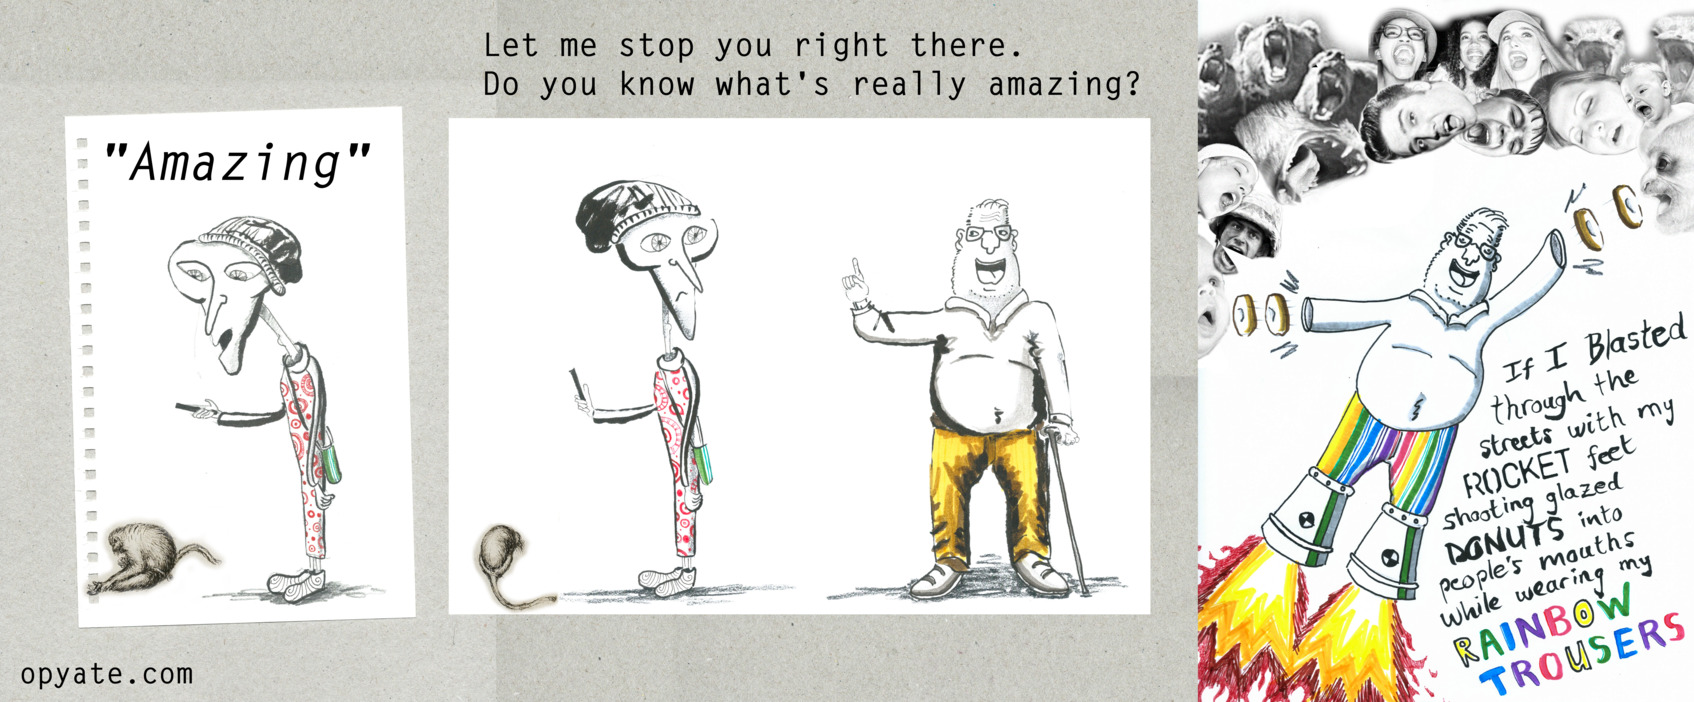 "Amazing"
Let me stop you right there.
Do you know what's really amazing?
If I Blasted
through the
streets with my
ROCKET feet
shooting glazed
DONUTS into
people's mouths
while wearing my
RAINBOW
TROUSERS
opyate.com